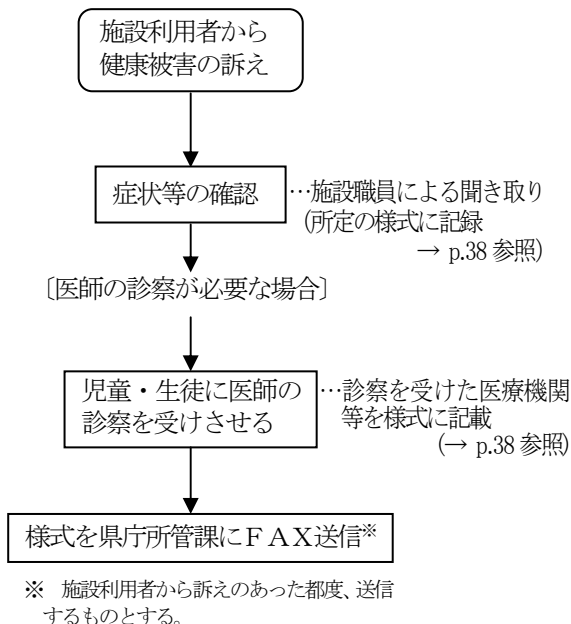 施設利用者から
健康被害の訴え
症状等の確認
…施設職員による聞き取り
(所定の様式に記録
→ p.38 参照)
〔医師の診察が必要な場合〕
児童・生徒に医師の
診察を受けさせる
…診察を受けた医療機関
等を様式に記載
(→ p.38 参照)
様式を県庁所管課にＦＡＸ送信※
※ 施設利用者から訴えのあった都度、送信
するものとする。